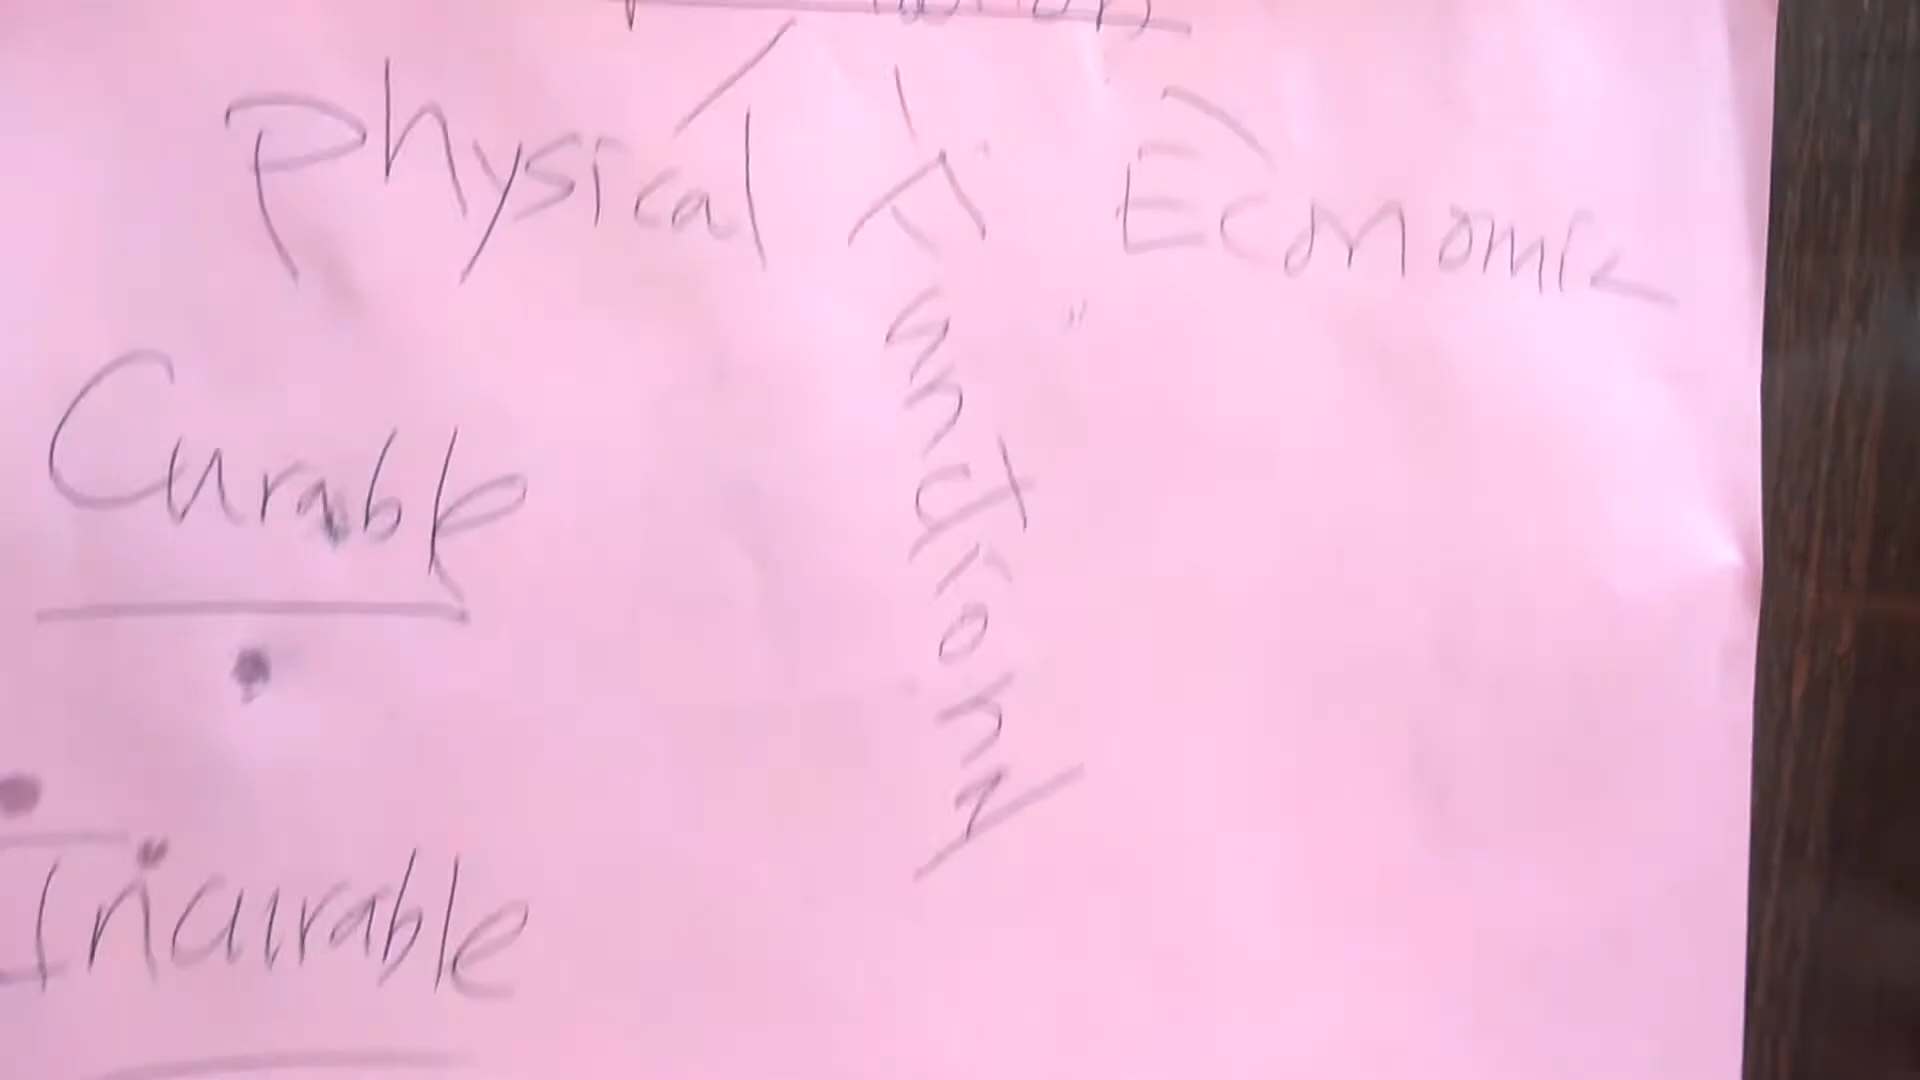 Physical Economic
Functional
Curable
Incurable